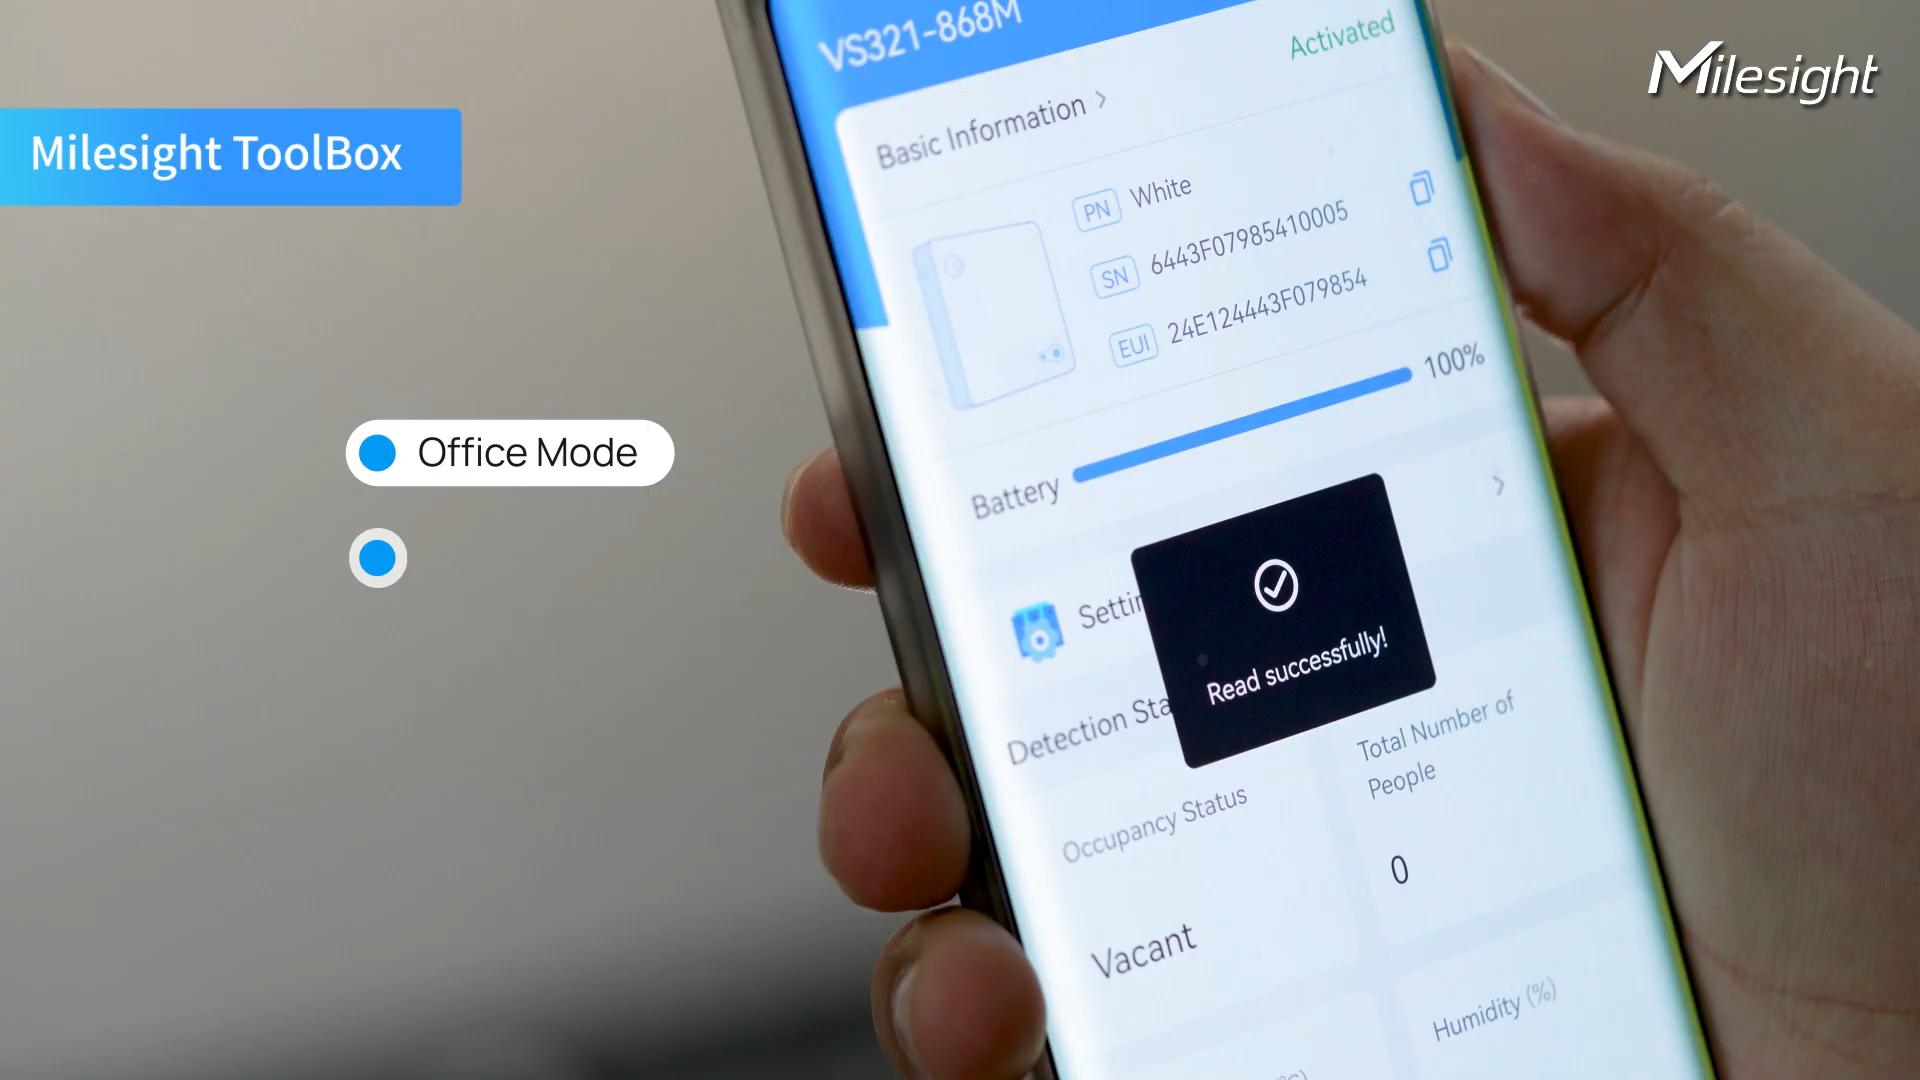 VS321-868M
Activated
Milesight
Milesight ToolBox
Basic Information >
PN White
SN 6443F07985410005
EUI 24E124443F079854
100%
Battery
Office Mode
Read successfully!
Detection
Total Number of
People
Occupancy Status
0
Vacant
Humidity (%)